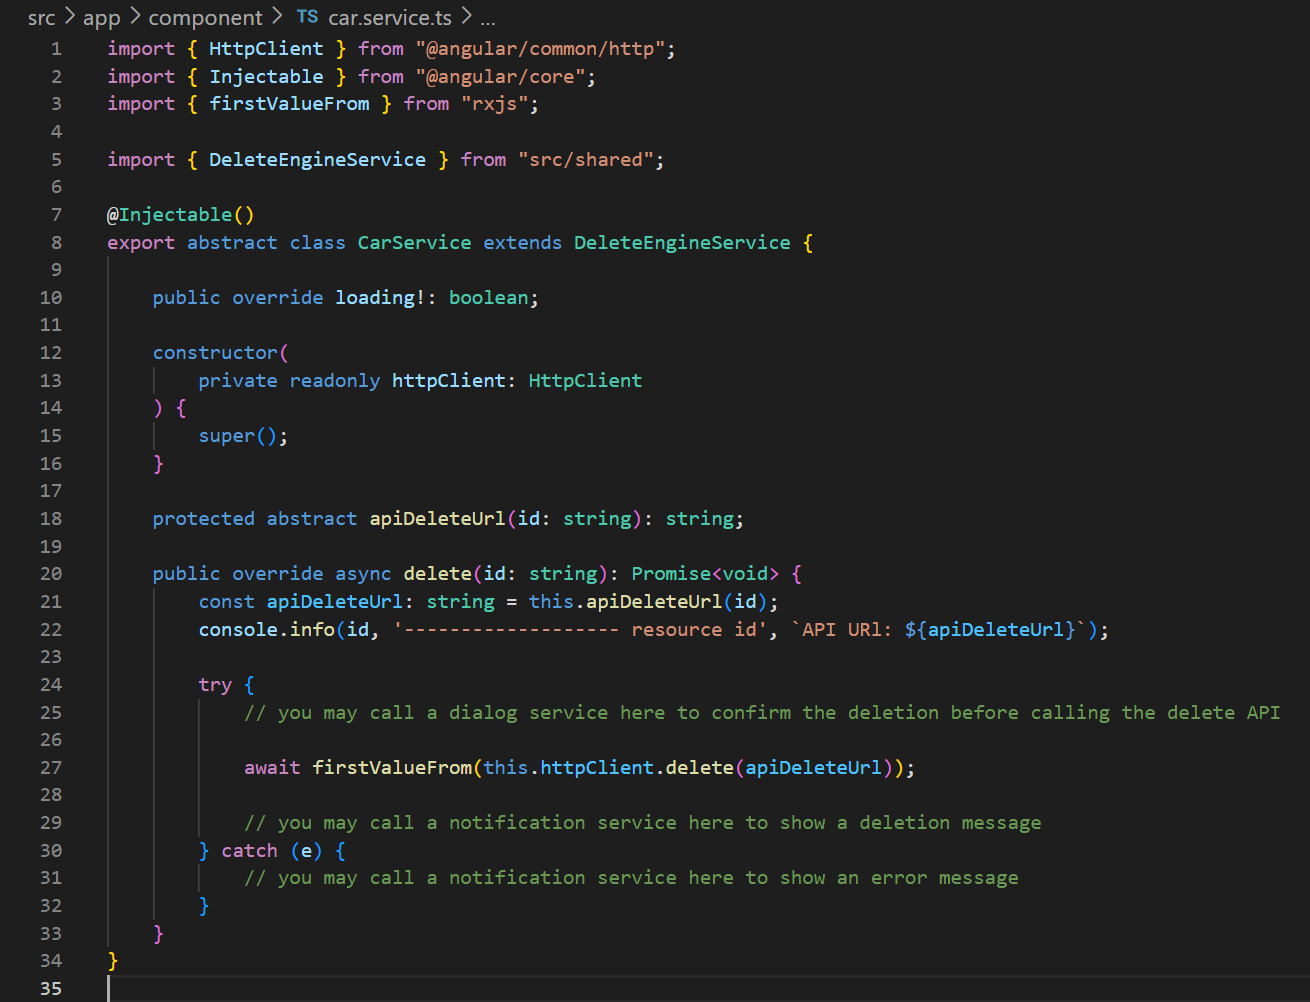 src > app > component > TS car.service.ts > ...
1 import { HttpClient } from "@angular/common/http";
2 import { Injectable } from "@angular/core";
3 import { firstValueFrom } from "rxjs";
4
5 import { DeleteEngineService } from "src/shared";
6
7 @Injectable()
8 export abstract class CarService extends DeleteEngineService {
9
10     public override loading!: boolean;
11
12     constructor(
13         private readonly httpClient: HttpClient
14     ) {
15         super();
16     }
17
18     protected abstract apiDeleteUrl(id: string): string;
19
20     public override async delete(id: string): Promise<void> {
21         const apiDeleteUrl: string = this.apiDeleteUrl(id);
22         console.info(id, '------------------- resource id', `API URl: ${apiDeleteUrl}`);
23
24         try {
25             // you may call a dialog service here to confirm the deletion before calling the delete API
26
27             await firstValueFrom(this.httpClient.delete(apiDeleteUrl));
28
29             // you may call a notification service here to show a deletion message
30         } catch (e) {
31             // you may call a notification service here to show an error message
32         }
33     }
34 }
35